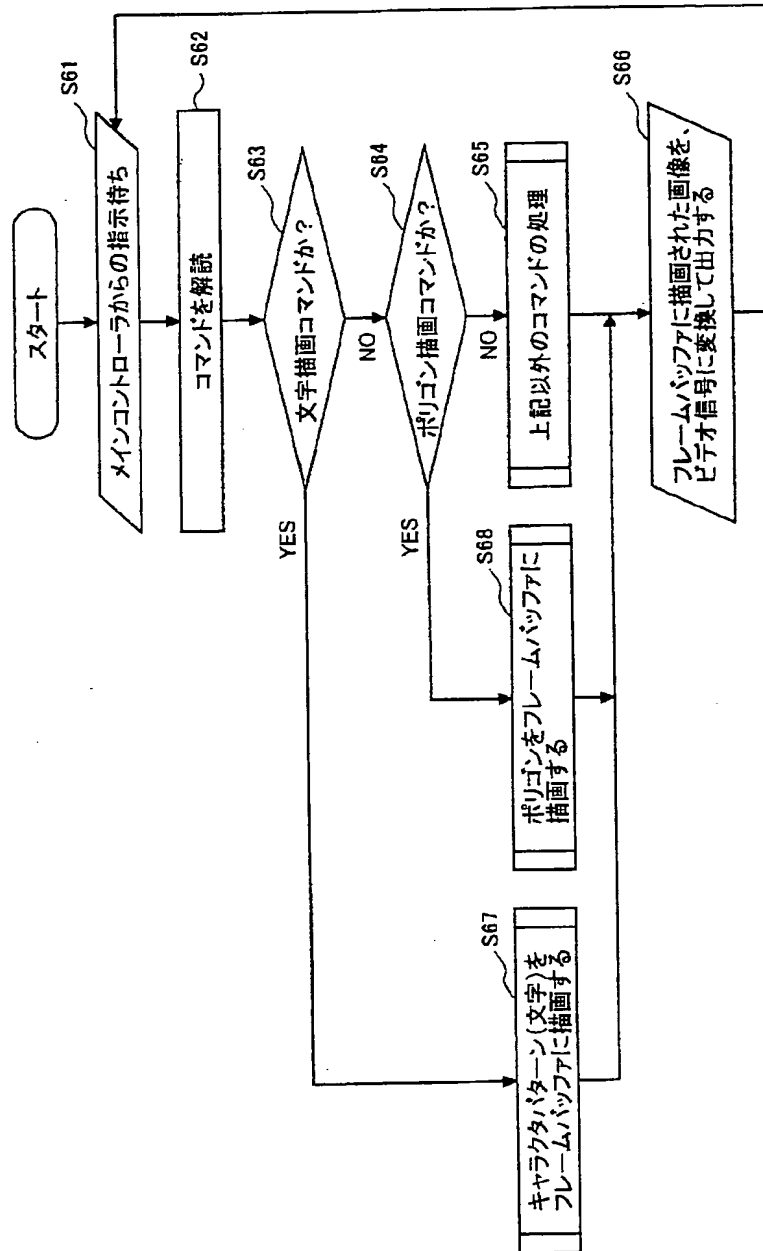 スタート
S61
メインコントローラからの指示待ち
S62
コマンドを解読
S63
文字描画コマンドか？
YES
NO
S64
ポリゴン描画コマンドか？
YES
NO
S65
上記以外のコマンドの処理
S68
ポリゴンをフレームバッファに
描画する
S67
キャラクタパターン(文字)を
フレームバッファに描画する
S66
フレームバッファに描画された画像を、
ビデオ信号に変換して出力する